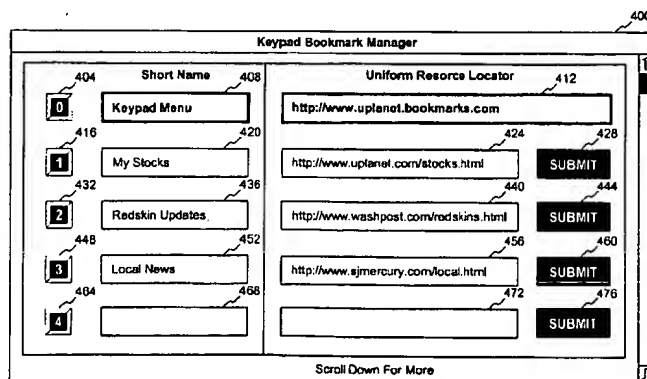 400
Keypad Bookmark Manager
404 Short Name 408 Uniform Resorce Locator 412
0 Keypad Menu http://www.uplanet.bookmarks.com
416 420 424 428
1 My Stocks http://www.uplanet.com/stocks.html SUBMIT
432 436 440 444
2 Redskin Updates http://www.washpost.com/redskins.html SUBMIT
448 452 456 460
3 Local News http://www.sjmercury.com/local.html SUBMIT
464 468 472 476
4 SUBMIT
Scroll Down For More